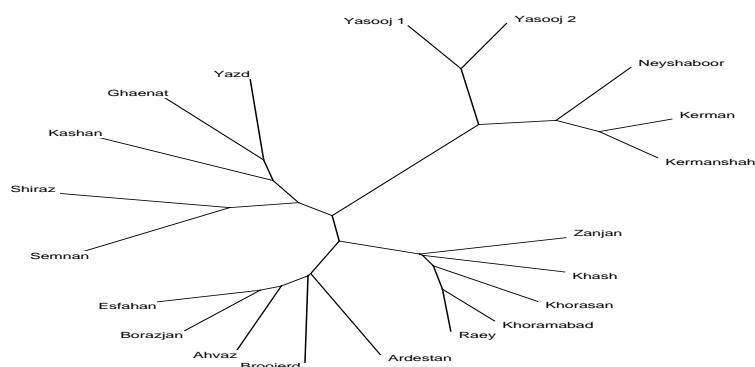 Yasooj 1
Yasooj 2
Neyshaboor
Yazd
Ghaenat
Kerman
Kashan
Kermanshah
Shiraz
Zanjan
Semnan
Khash
Esfahan
Khorasan
Khoramabad
Borazjan
Raey
Ahvaz
Ardestan
Broojerd